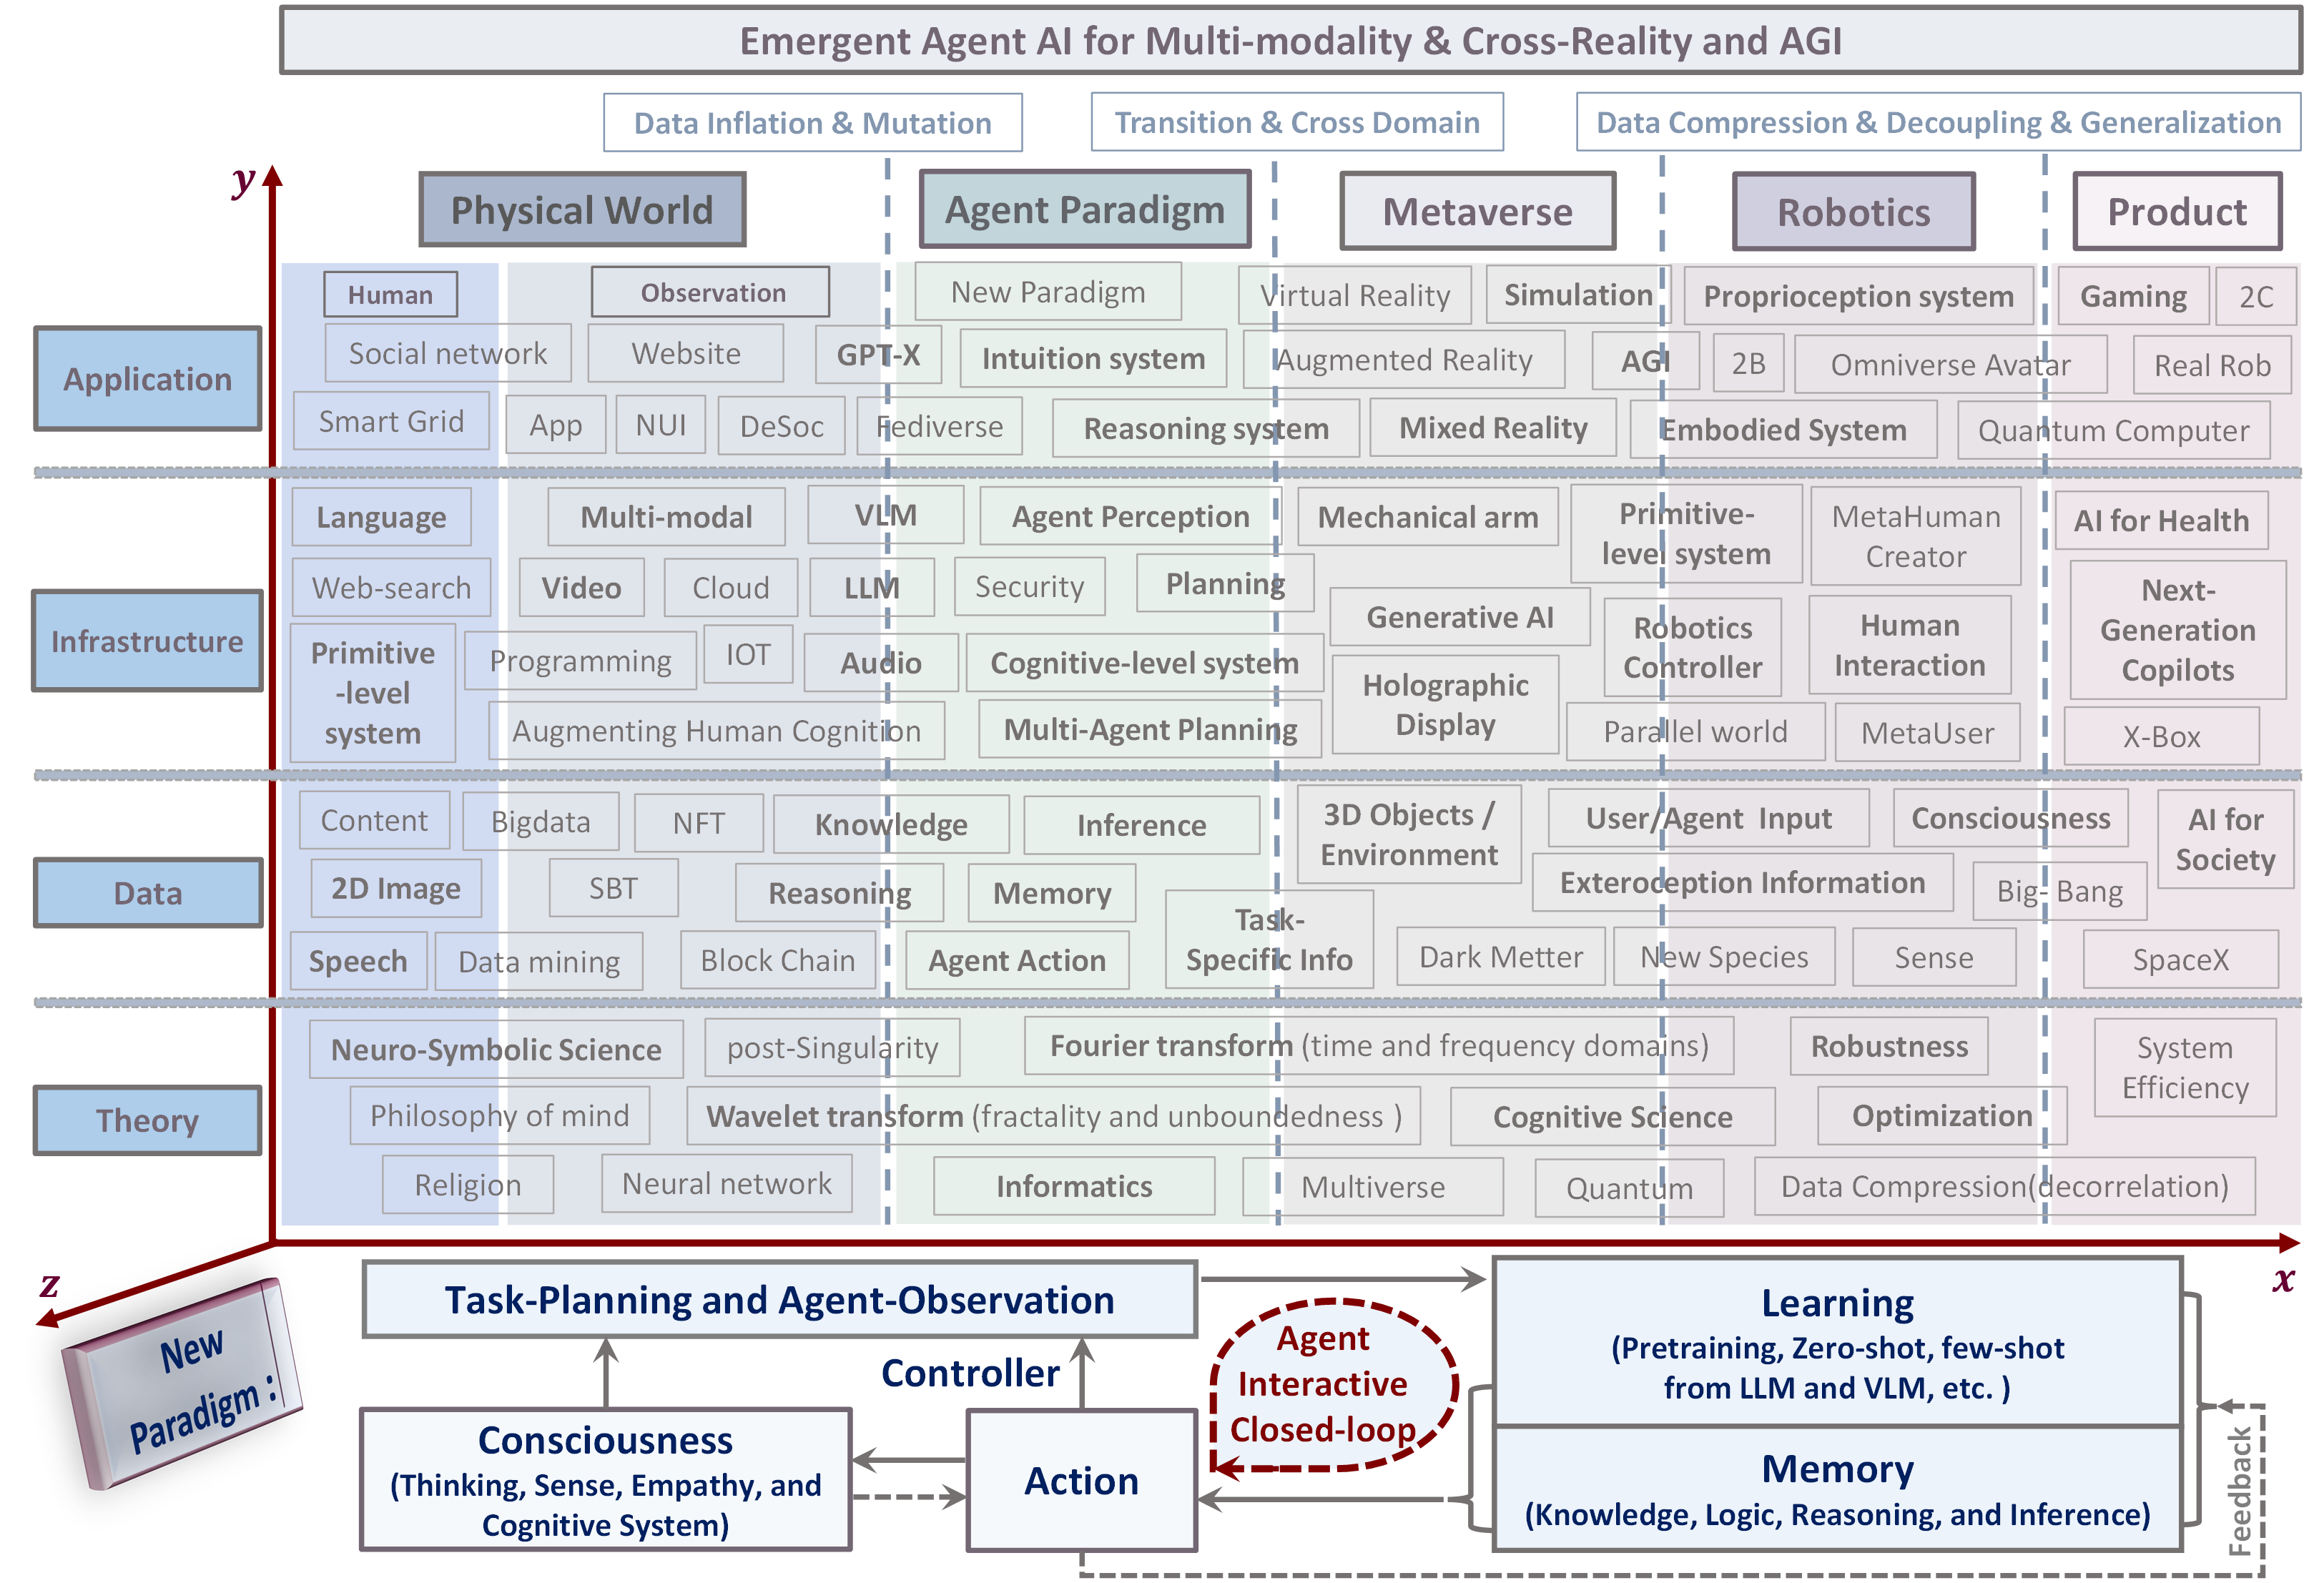 Emergent Agent AI for Multi-modality & Cross-Reality and AGI
Data Inflation & Mutation
Transition & Cross Domain
Data Compression & Decoupling & Generalization
y
Physical World
Agent Paradigm
Metaverse
Robotics
Product
Application
Human
Observation
New Paradigm
Virtual Reality
Simulation
Proprioception system
Gaming
2C
Social network
Website
GPT-X
Intuition system
Augmented Reality
AGI
2B
Omniverse Avatar
Real Rob
Smart Grid
App
NUI
DeSoc
Fediverse
Reasoning system
Mixed Reality
Embodied System
Quantum Computer
Infrastructure
Language
Multi-modal
VLM
Agent Perception
Mechanical arm
Primitive-
level system
MetaHuman
Creator
AI for Health
Web-search
Video
Cloud
LLM
Security
Planning
Generative AI
Robotics
Controller
Human
Interaction
Next-
Generation
Copilots
Primitive
-level
system
Programming
IOT
Audio
Cognitive-level system
Holographic
Display
Augmenting Human Cognition
Multi-Agent Planning
Parallel world
MetaUser
X-Box
Data
Content
Bigdata
NFT
Knowledge
Inference
3D Objects /
Environment
User/Agent Input
Consciousness
AI for
Society
2D Image
SBT
Reasoning
Memory
Task-
Specific Info
Exteroception Information
Big- Bang
Speech
Data mining
Block Chain
Agent Action
Dark Metter
New Species
Sense
SpaceX
Theory
Neuro-Symbolic Science
post-Singularity
Fourier transform (time and frequency domains)
Robustness
System
Efficiency
Philosophy of mind
Wavelet transform (fractality and unboundedness )
Cognitive Science
Optimization
Religion
Neural network
Informatics
Multiverse
Quantum
Data Compression(decorrelation)
z
x
New
Paradigm :
Task-Planning and Agent-Observation
Controller
Agent
Interactive
Closed-loop
Learning
(Pretraining, Zero-shot, few-shot
from LLM and VLM, etc. )
Consciousness
(Thinking, Sense, Empathy, and
Cognitive System)
Action
Memory
(Knowledge, Logic, Reasoning, and Inference)
Feedback